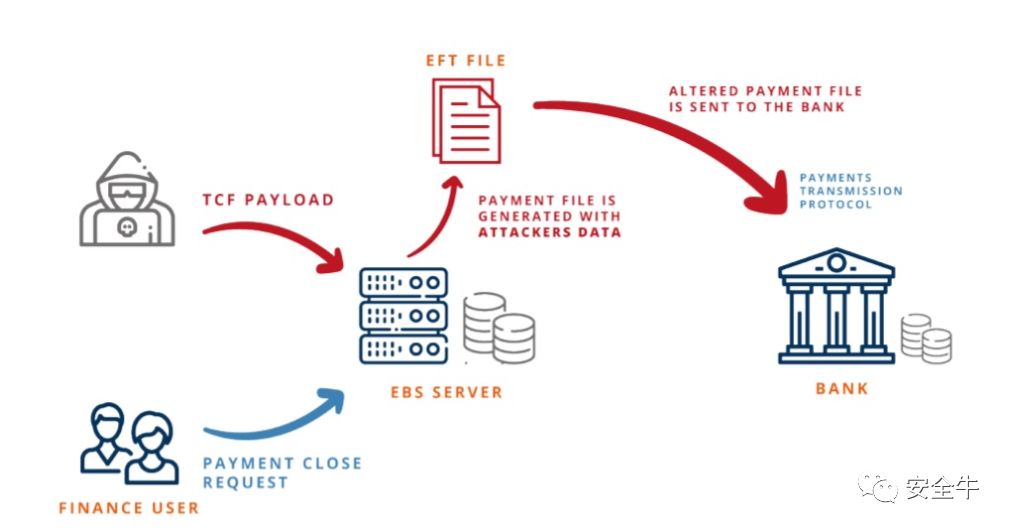 EFT FILE
ALTERED PAYMENT FILE
IS SENT TO THE BANK
TCF PAYLOAD
PAYMENT FILE IS
GENERATED WITH
ATTACKERS DATA
PAYMENTS
TRANSMISSION
PROTOCOL
EBS SERVER
BANK
PAYMENT CLOSE
REQUEST
FINANCE USER
安全牛